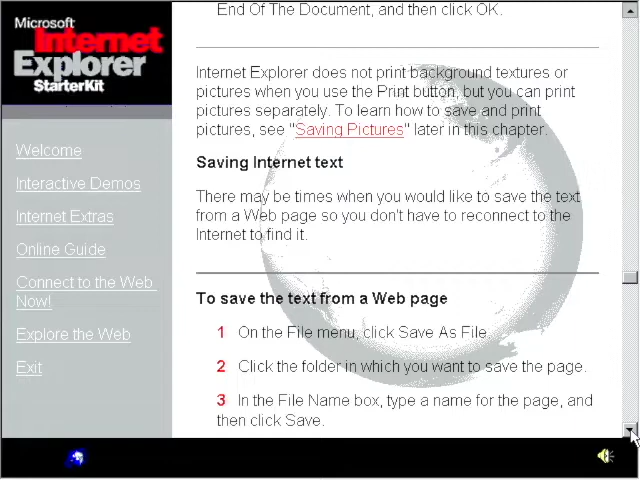 Microsoft
Internet
Explorer
StarterKit
Welcome
Interactive Demos
Internet Extras
Online Guide
Connect to the Web
Now!
Explore the Web
Exit
End Of The Document, and then click OK.
Internet Explorer does not print background textures or
pictures when you use the Print button, but you can print
pictures separately. To learn how to save and print
pictures, see "Saving Pictures" later in this chapter.
Saving Internet text
There may be times when you would like to save the text
from a Web page so you don't have to reconnect to the
Internet to find it.
To save the text from a Web page
1 On the File menu, click Save As File.
2 Click the folder in which you want to save the page.
3 In the File Name box, type a name for the page, and
then click Save.